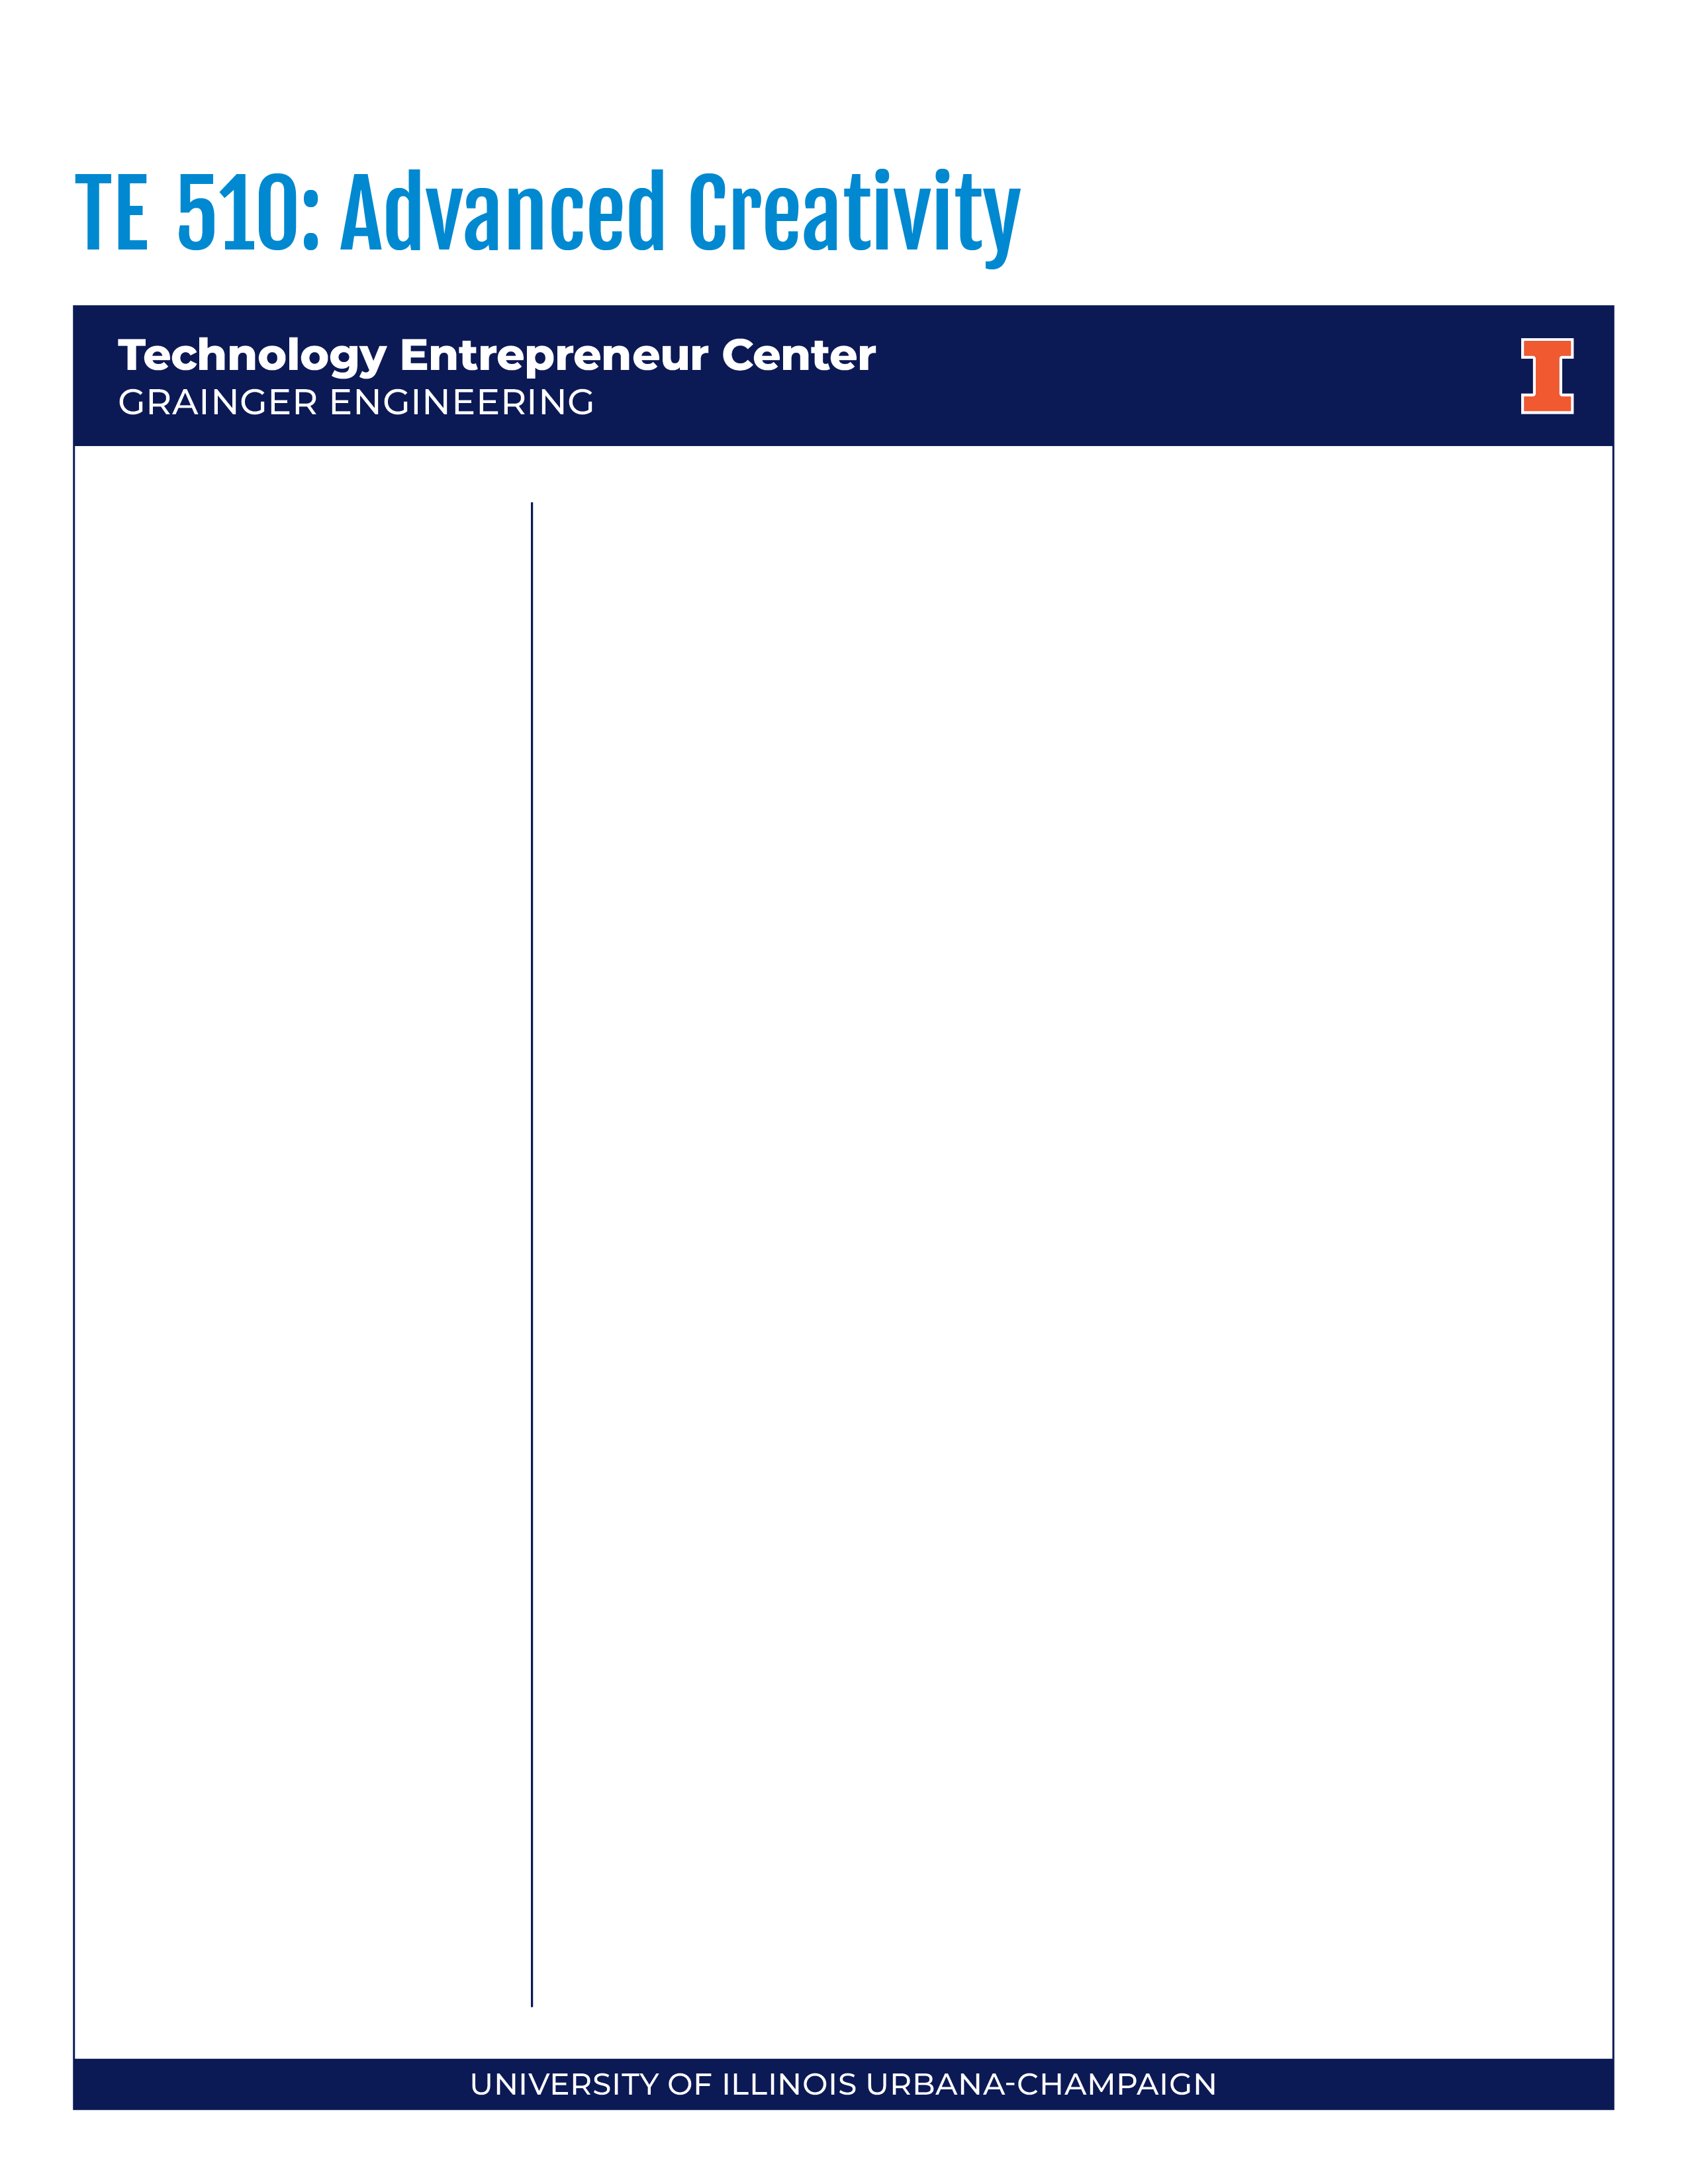 TE 510: Advanced Creativity
Technology Entrepreneur Center
GRAINGER ENGINEERING
I
UNIVERSITY OF ILLINOIS URBANA-CHAMPAIGN